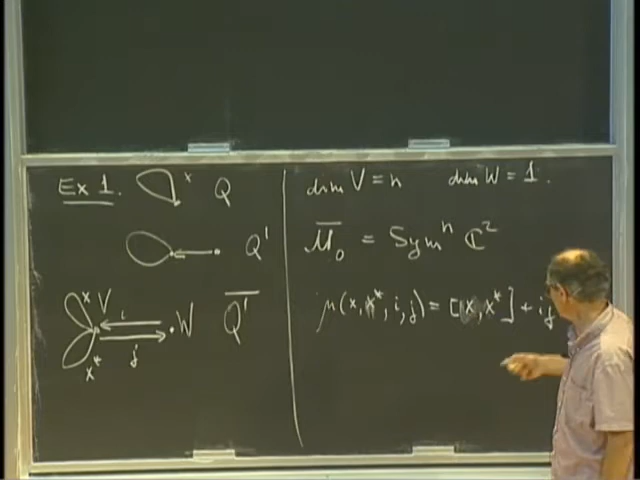 Ex 1. x Q
Q'
x V i W Q̅'̅
x* j
dim V = n dim W = 1.
M̅₀ = Symⁿ ℂ²
μ(x, x*, i, j) = [x, x*] + ij